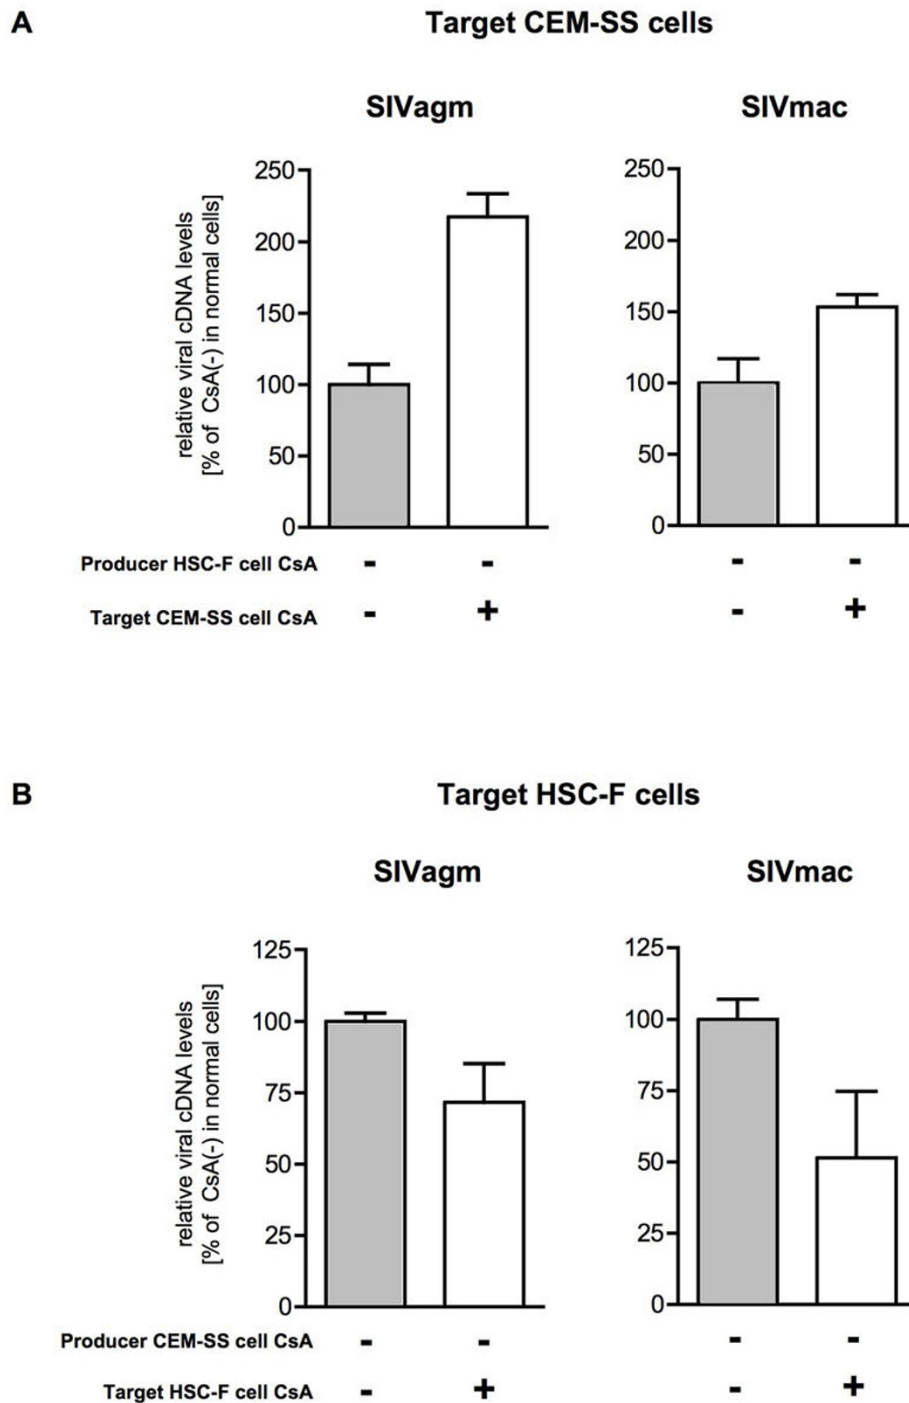 A
Target CEM-SS cells
SIVagm
SIVmac
relative viral cDNA levels
[% of CsA(-) in normal cells]
250
200
150
100
50
0
250
200
150
100
50
0
Producer HSC-F cell CsA - - - -
Target CEM-SS cell CsA - + - +
B
Target HSC-F cells
SIVagm
SIVmac
relative viral cDNA levels
[% of CsA(-) in normal cells]
125
100
75
50
25
0
125
100
75
50
25
0
Producer CEM-SS cell CsA - - - -
Target HSC-F cell CsA - + - +